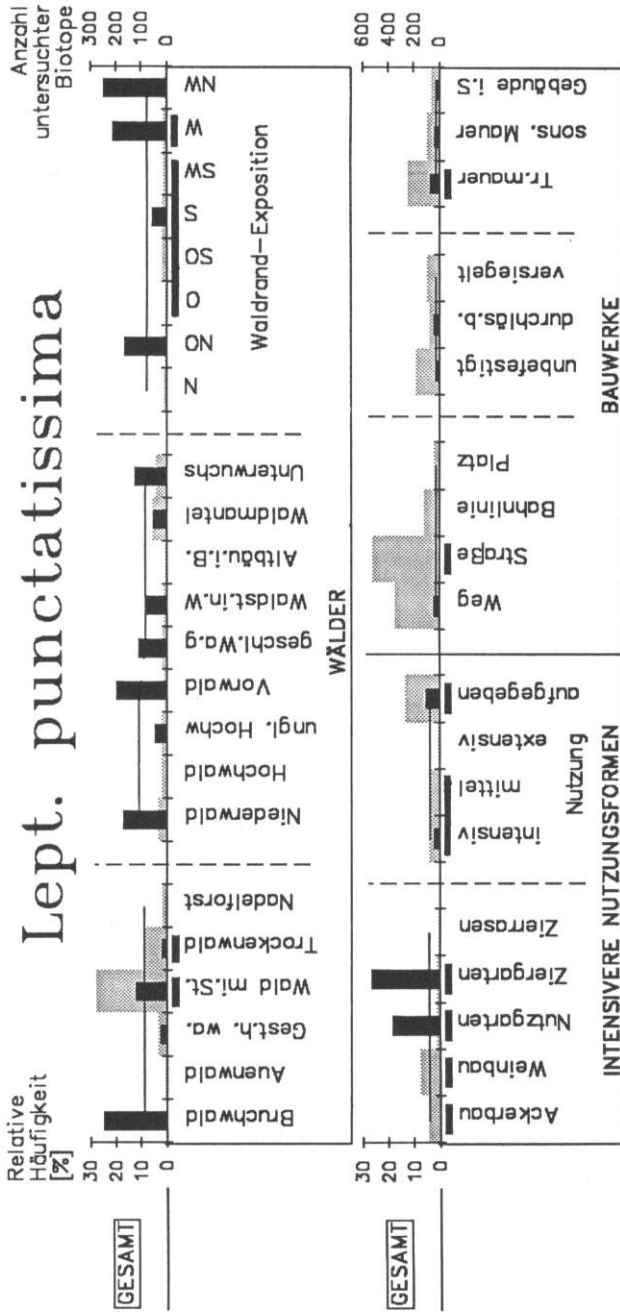 Lept. punctatissima
Relative
Häufigkeit
[%]
Anzahl
untersuchter
Biotope
GESAMT
30
20
10
0
300
200
100
0
Bruchwald
Auenwald
Gest.h. wa.
Wald mi.St.
Trockenwald
Nadelforst
Niederwald
Hochwald
ungl. Hochw
Vorwald
geschl.Wa.g
Waldst.in.W
Altbäu.i.B.
Waldmantel
Unterwuchs
N
NO
O
SO
S
SW
W
NW
Waldrand-Exposition
WÄLDER
GESAMT
30
20
10
0
600
400
200
0
Ackerbau
Weinbau
Nutzgarten
Ziergarten
Zierrasen
intensiv
mittel
extensiv
aufgegeben
Nutzung
Weg
Straße
Bahnlinie
Platz
unbefestigt
durchläs.b.
versiegelt
Tr.mauer
sons. Mauer
Gebäude i.S
INTENSIVERE NUTZUNGSFORMEN
BAUWERKE